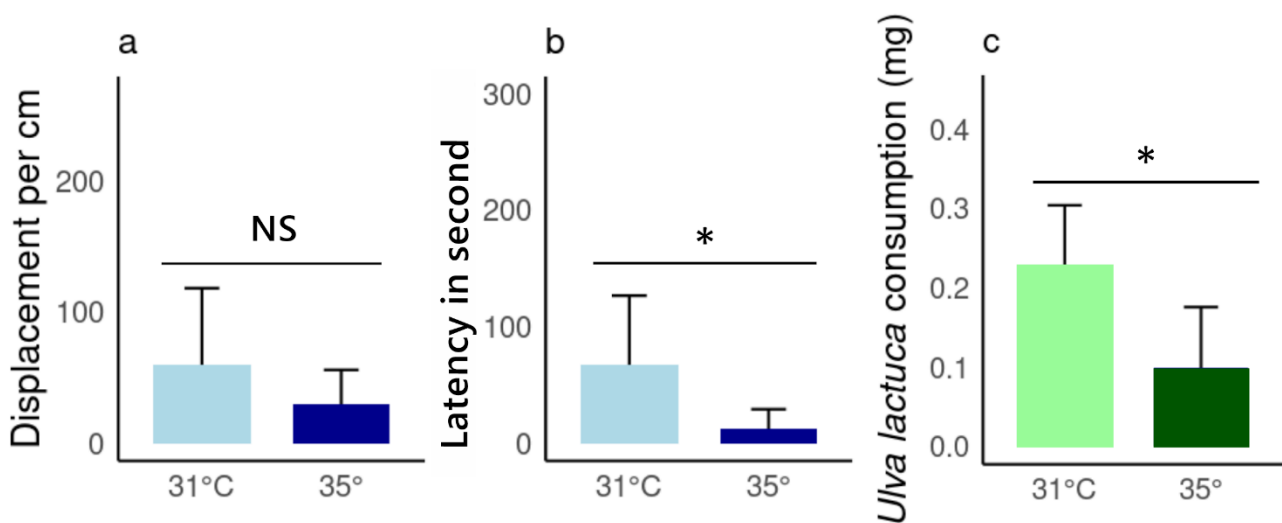 a
Displacement per cm
200
100
0
NS
31°C
35°
b
Latency in second
300
200
100
0
*
31°C
35°
c
Ulva lactuca consumption (mg)
0.4
0.3
0.2
0.1
0.0
*
31°C
35°